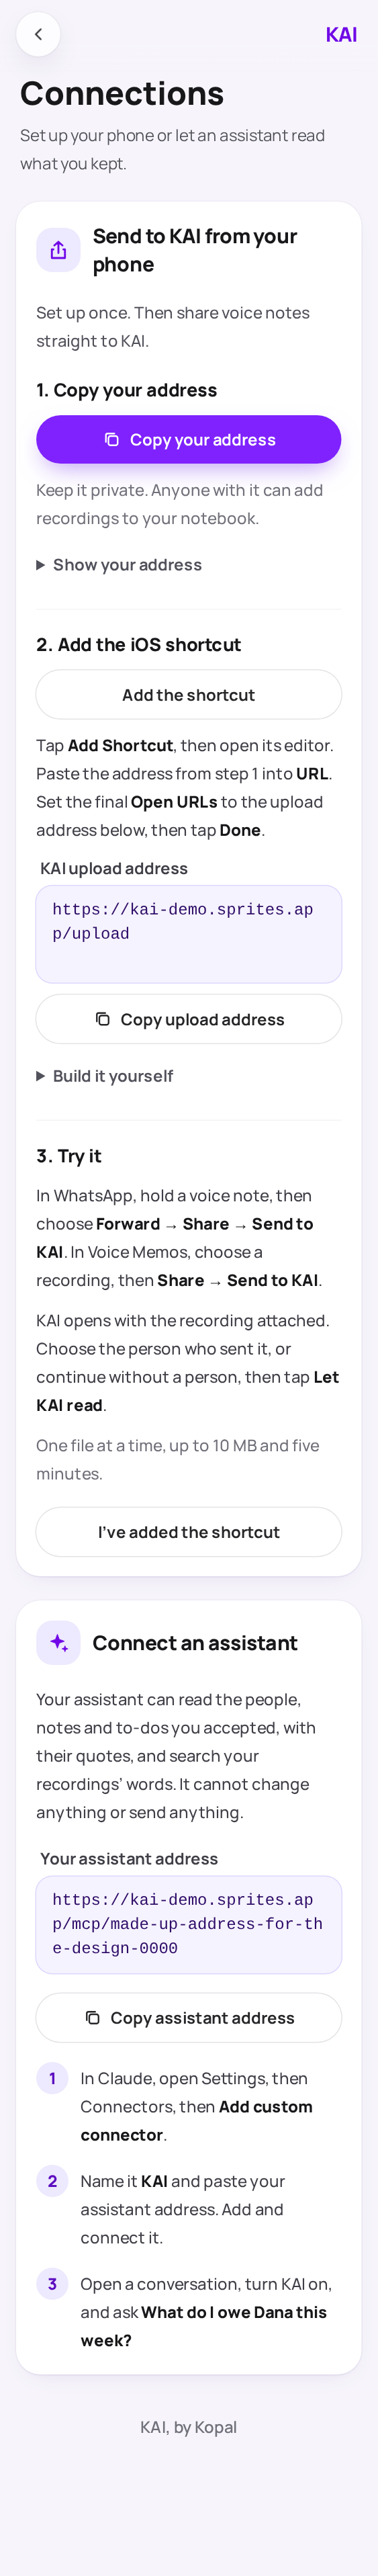 KAI
Connections
Set up your phone or let an assistant read
what you kept.
Send to KAI from your
phone
Set up once. Then share voice notes
straight to KAI.
1. Copy your address
Copy your address
Keep it private. Anyone with it can add
recordings to your notebook.
Show your address
2. Add the iOS shortcut
Add the shortcut
Tap Add Shortcut, then open its editor.
Paste the address from step 1 into URL.
Set the final Open URLs to the upload
address below, then tap Done.
KAI upload address
https://kai-demo.sprites.ap
p/upload
Copy upload address
Build it yourself
3. Try it
In WhatsApp, hold a voice note, then
choose Forward → Share → Send to
KAI. In Voice Memos, choose a
recording, then Share → Send to KAI.
KAI opens with the recording attached.
Choose the person who sent it, or
continue without a person, then tap Let
KAI read.
One file at a time, up to 10 MB and five
minutes.
I’ve added the shortcut
Connect an assistant
Your assistant can read the people,
notes and to-dos you accepted, with
their quotes, and search your
recordings’ words. It cannot change
anything or send anything.
Your assistant address
https://kai-demo.sprites.ap
p/mcp/made-up-address-for-th
e-design-0000
Copy assistant address
1 In Claude, open Settings, then
Connectors, then Add custom
connector.
2 Name it KAI and paste your
assistant address. Add and
connect it.
3 Open a conversation, turn KAI on,
and ask What do I owe Dana this
week?
KAI, by Kopal